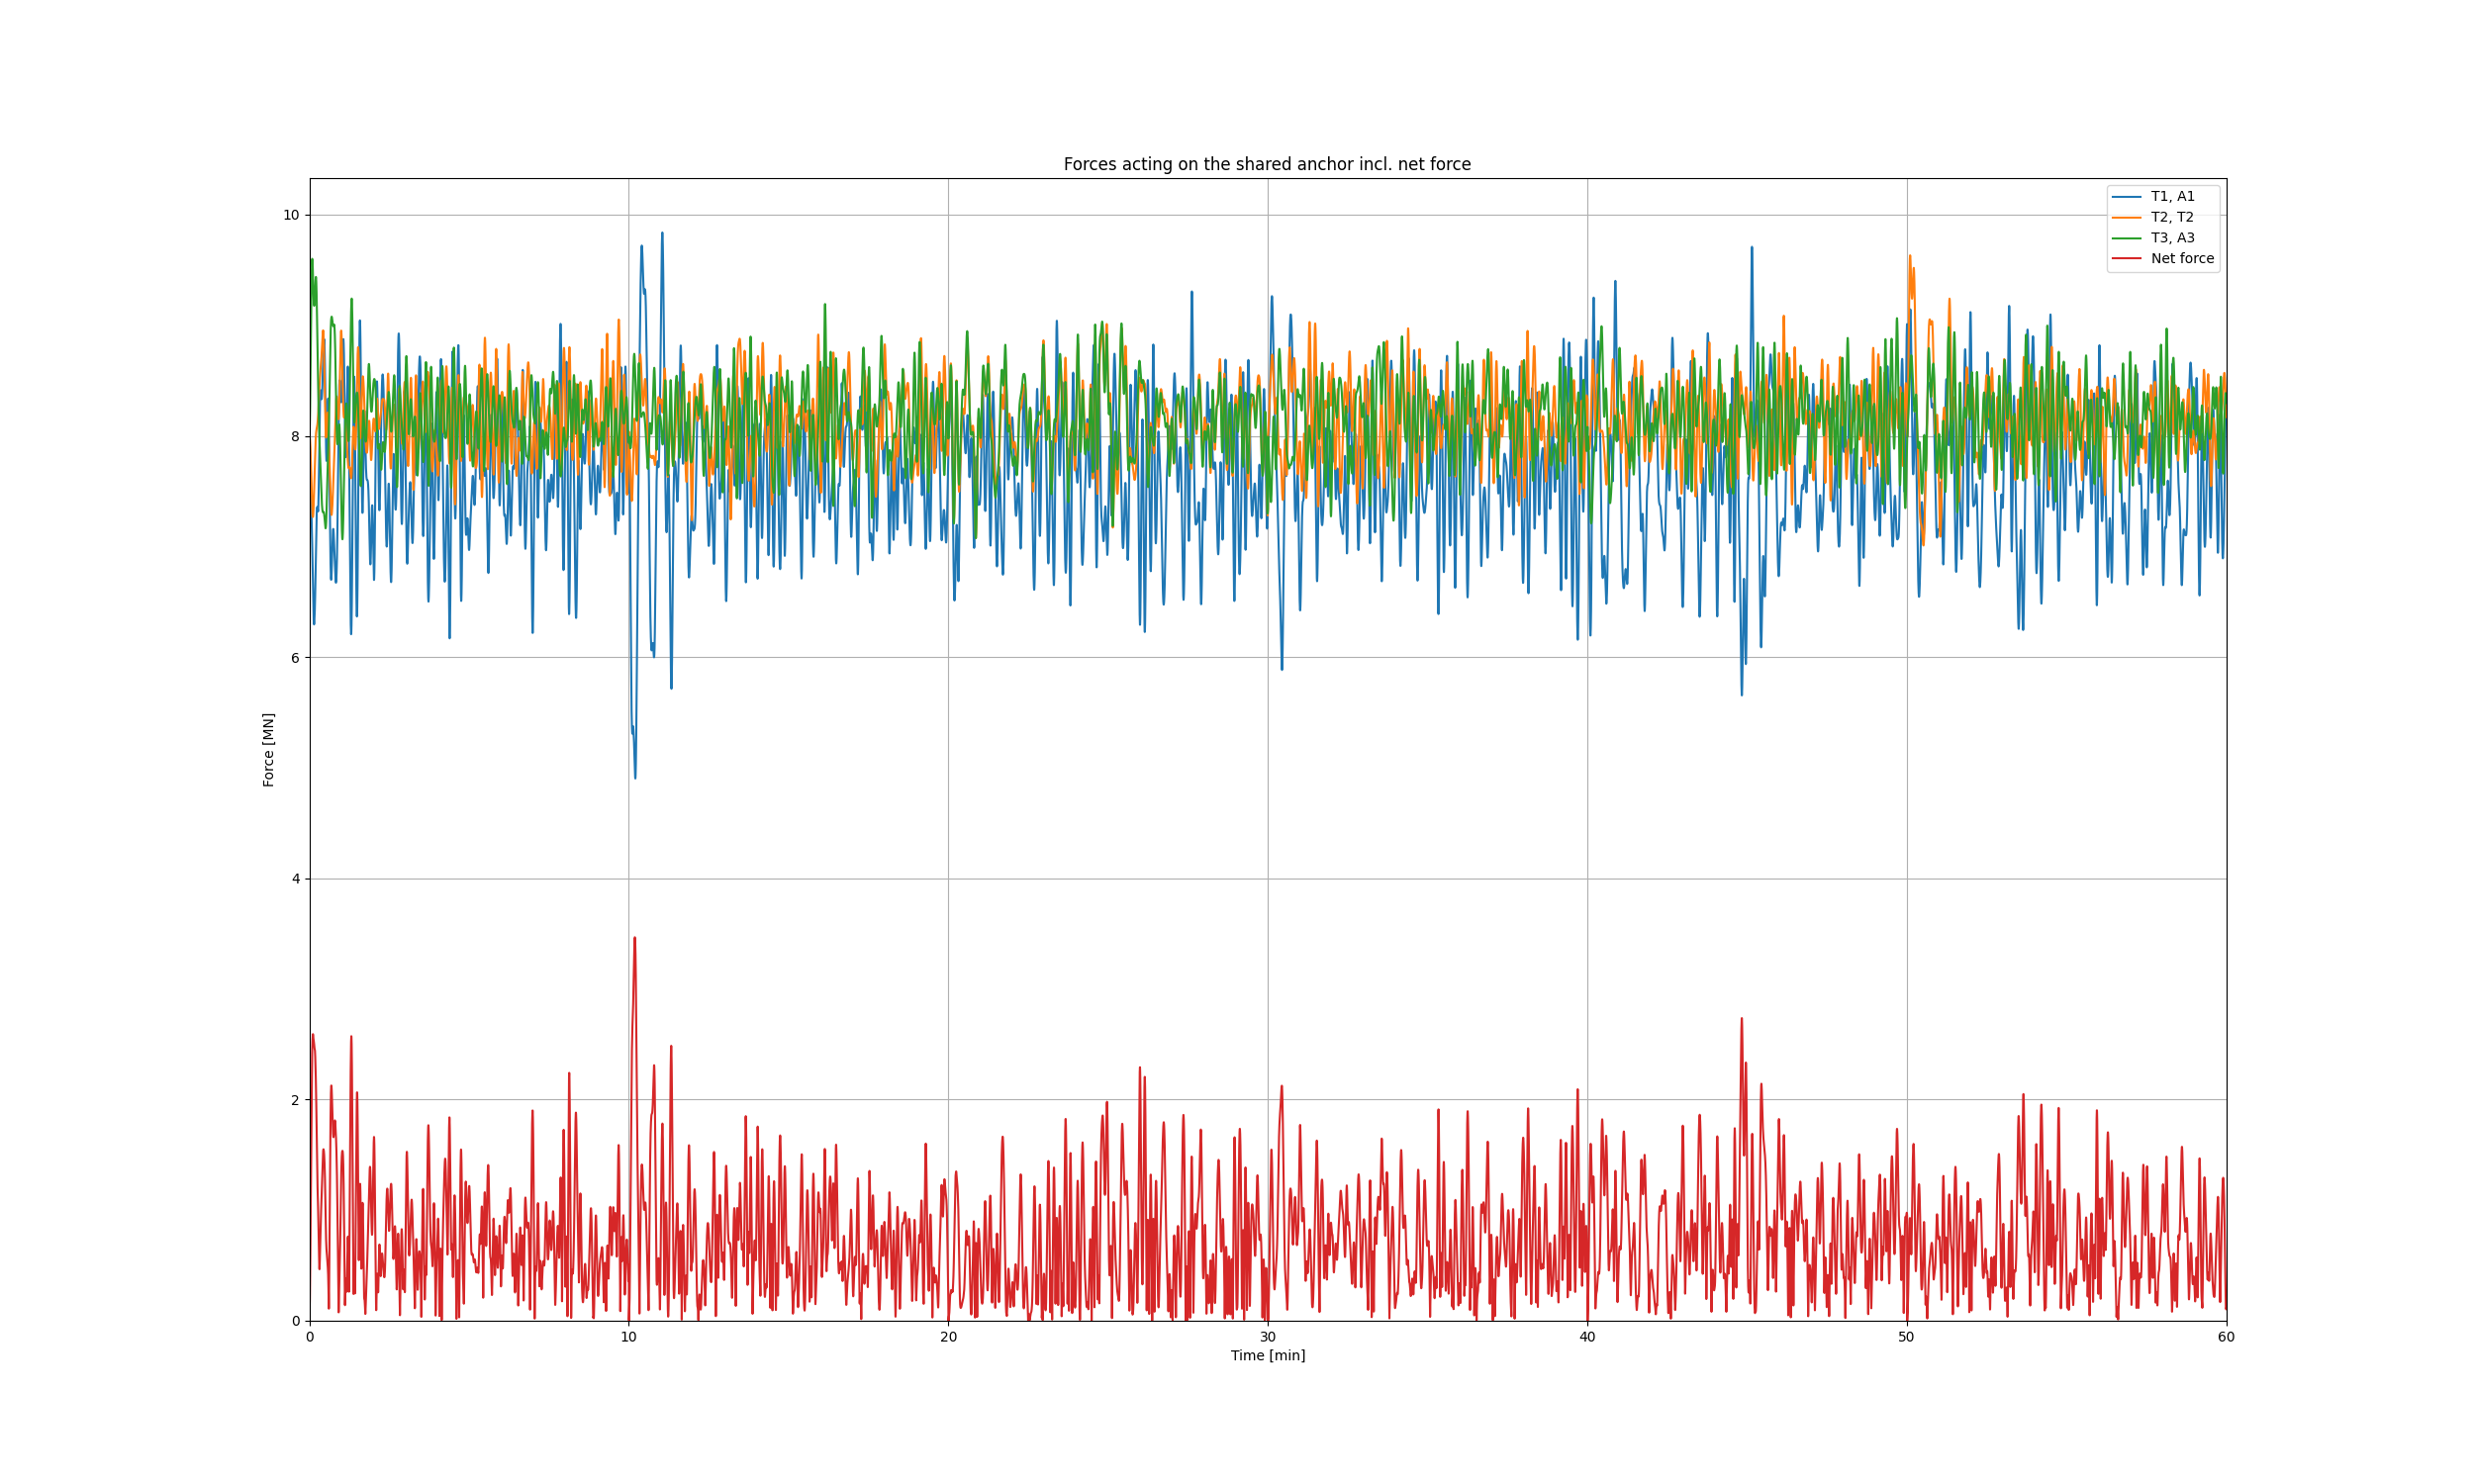 Forces acting on the shared anchor incl. net force
T1, A1
T2, T2
T3, A3
Net force
10
8
6
4
2
0
Force [MN]
0 10 20 30 40 50 60
Time [min]